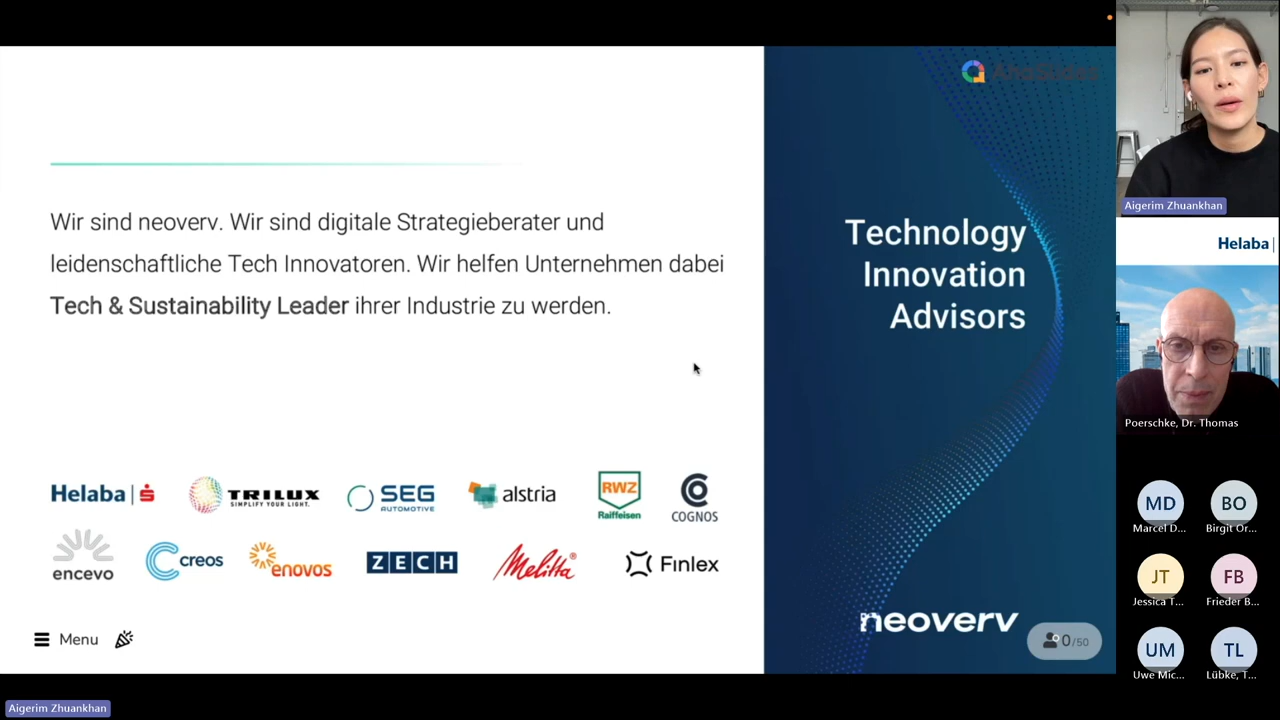 AhaSlides
Wir sind neoverv. Wir sind digitale Strategieberater und
leidenschaftliche Tech Innovatoren. Wir helfen Unternehmen dabei
Tech & Sustainability Leader ihrer Industrie zu werden.
Technology
Innovation
Advisors
Helaba
TRILUX
SIMPLIFY YOUR LIGHT.
SEG
AUTOMOTIVE
alstria
RWZ
Raiffeisen
COGNOS
encevo
creos
enovos
ZECH
Melitta®
Finlex
Menu
neoverv
0/50
Aigerim Zhuankhan
Aigerim Zhuankhan
Helaba
Poerschke, Dr. Thomas
MD
Marcel D...
BO
Birgit Or...
JT
Jessica T...
FB
Frieder B...
UM
Uwe Mic...
TL
Lübke, T...